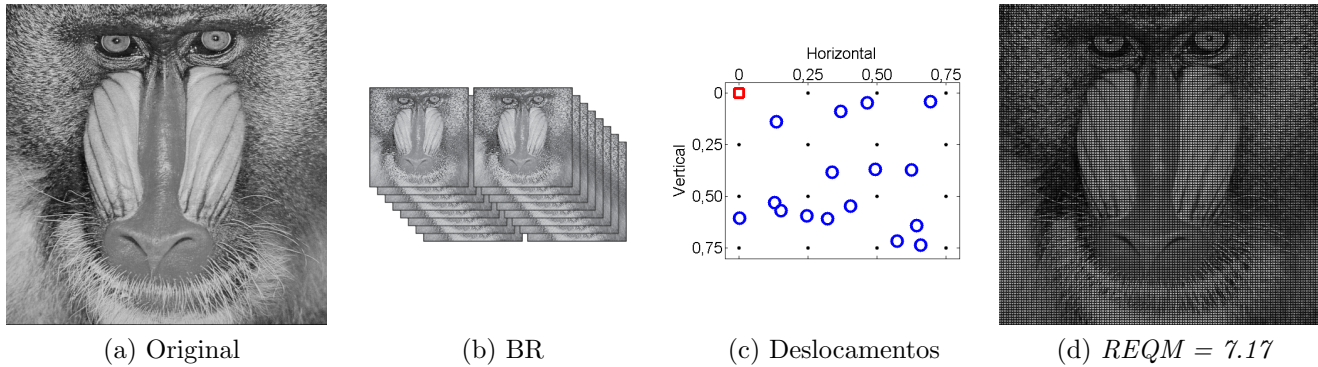 Horizontal
0 0,25 0,50 0,75
Vertical
0
0,25
0,50
0,75
(a) Original
(b) BR
(c) Deslocamentos
(d) REQM = 7.17